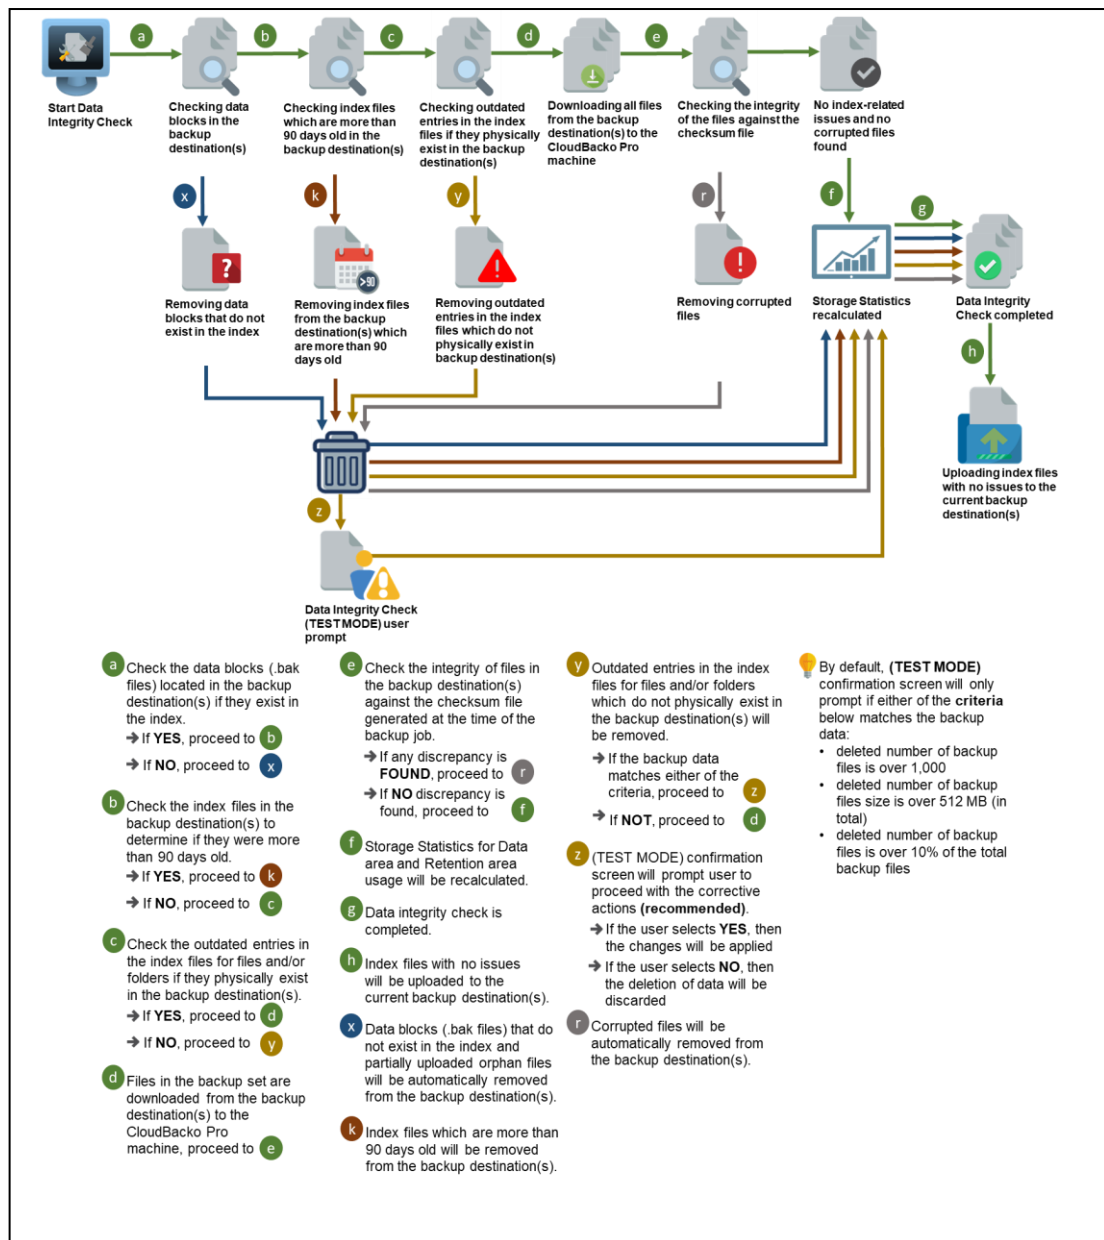 a
b
c
d
e
Start Data
Integrity Check
Checking data
blocks in the
backup
destination(s)
Checking index files
which are more than
90 days old in the
backup destination(s)
Checking outdated
entries in the index
files if they physically
exist in the backup
destination(s)
Downloading all files
from the backup
destination(s) to the
CloudBacko Pro
machine
Checking the integrity
of the files against the
checksum file
No index-related
issues and no
corrupted files
found
x
k
y
r
f
g
?
>90
!
!
Removing data
blocks that do not
exist in the index
Removing index files
from the backup
destination(s) which
are more than 90
days old
Removing outdated
entries in the index
files which do not
physically exist in
backup destination(s)
Removing corrupted
files
Storage Statistics
recalculated
Data Integrity
Check completed
h
Uploading index files
with no issues to the
current backup
destination(s)
z
!
Data Integrity Check
(TEST MODE) user
prompt
a Check the data blocks (.bak
files) located in the backup
destination(s) if they exist in
the index.
➔ If YES, proceed to b
➔ If NO, proceed to x
b Check the index files in the
backup destination(s) to
determine if they were more
than 90 days old.
➔ If YES, proceed to k
➔ If NO, proceed to c
c Check the outdated entries in
the index files for files and/or
folders if they physically exist
in the backup destination(s).
➔ If YES, proceed to d
➔ If NO, proceed to y
d Files in the backup set are
downloaded from the backup
destination(s) to the
CloudBacko Pro
machine, proceed to e
e Check the integrity of files in
the backup destination(s)
against the checksum file
generated at the time of the
backup job.
➔ If any discrepancy is
FOUND, proceed to r
➔ If NO discrepancy is
found, proceed to f
f Storage Statistics for Data
area and Retention area
usage will be recalculated.
g Data integrity check is
completed.
h Index files with no issues
will be uploaded to the
current backup destination(s).
x Data blocks (.bak files) that do
not exist in the index and
partially uploaded orphan files
will be automatically removed
from the backup destination(s).
k Index files which are more than
90 days old will be removed
from the backup destination(s).
y Outdated entries in the index
files for files and/or folders
which do not physically exist in
the backup destination(s) will
be removed.
➔ If the backup data
matches either of the
criteria, proceed to z
➔ If NOT, proceed to d
z (TEST MODE) confirmation
screen will prompt user to
proceed with the corrective
actions (recommended).
➔ If the user selects YES, then
the changes will be applied
➔ If the user selects NO, then
the deletion of data will be
discarded
r Corrupted files will be
automatically removed from
the backup destination(s).
By default, (TEST MODE)
confirmation screen will only
prompt if either of the criteria
below matches the backup
data:
• deleted number of backup
files is over 1,000
• deleted number of backup
files size is over 512 MB (in
total)
• deleted number of backup
files is over 10% of the total
backup files